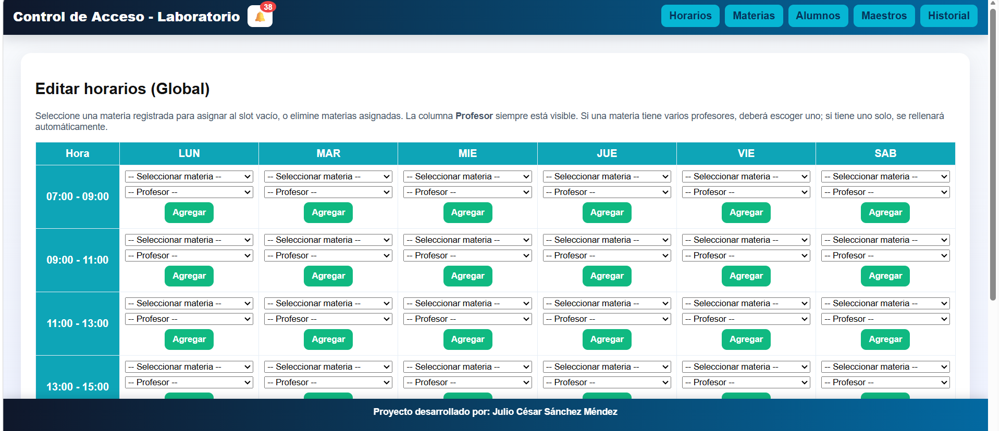 Control de Acceso - Laboratorio 38 Horarios Materias Alumnos Maestros Historial
Editar horarios (Global)
Seleccione una materia registrada para asignar al slot vacío, o elimine materias asignadas. La columna Profesor siempre está visible. Si una materia tiene varios profesores, deberá escoger uno; si tiene uno solo, se rellenará
automáticamente.
Hora LUN MAR MIE JUE VIE SAB
-- Seleccionar materia -- -- Seleccionar materia -- -- Seleccionar materia -- -- Seleccionar materia -- -- Seleccionar materia -- -- Seleccionar materia --
07:00 - 09:00 -- Profesor -- -- Profesor -- -- Profesor -- -- Profesor -- -- Profesor -- -- Profesor --
Agregar Agregar Agregar Agregar Agregar Agregar
-- Seleccionar materia -- -- Seleccionar materia -- -- Seleccionar materia -- -- Seleccionar materia -- -- Seleccionar materia -- -- Seleccionar materia --
09:00 - 11:00 -- Profesor -- -- Profesor -- -- Profesor -- -- Profesor -- -- Profesor -- -- Profesor --
Agregar Agregar Agregar Agregar Agregar Agregar
-- Seleccionar materia -- -- Seleccionar materia -- -- Seleccionar materia -- -- Seleccionar materia -- -- Seleccionar materia -- -- Seleccionar materia --
11:00 - 13:00 -- Profesor -- -- Profesor -- -- Profesor -- -- Profesor -- -- Profesor -- -- Profesor --
Agregar Agregar Agregar Agregar Agregar Agregar
-- Seleccionar materia -- -- Seleccionar materia -- -- Seleccionar materia -- -- Seleccionar materia -- -- Seleccionar materia -- -- Seleccionar materia --
13:00 - 15:00 -- Profesor -- -- Profesor -- -- Profesor -- -- Profesor -- -- Profesor -- -- Profesor --
Proyecto desarrollado por: Julio César Sánchez Méndez